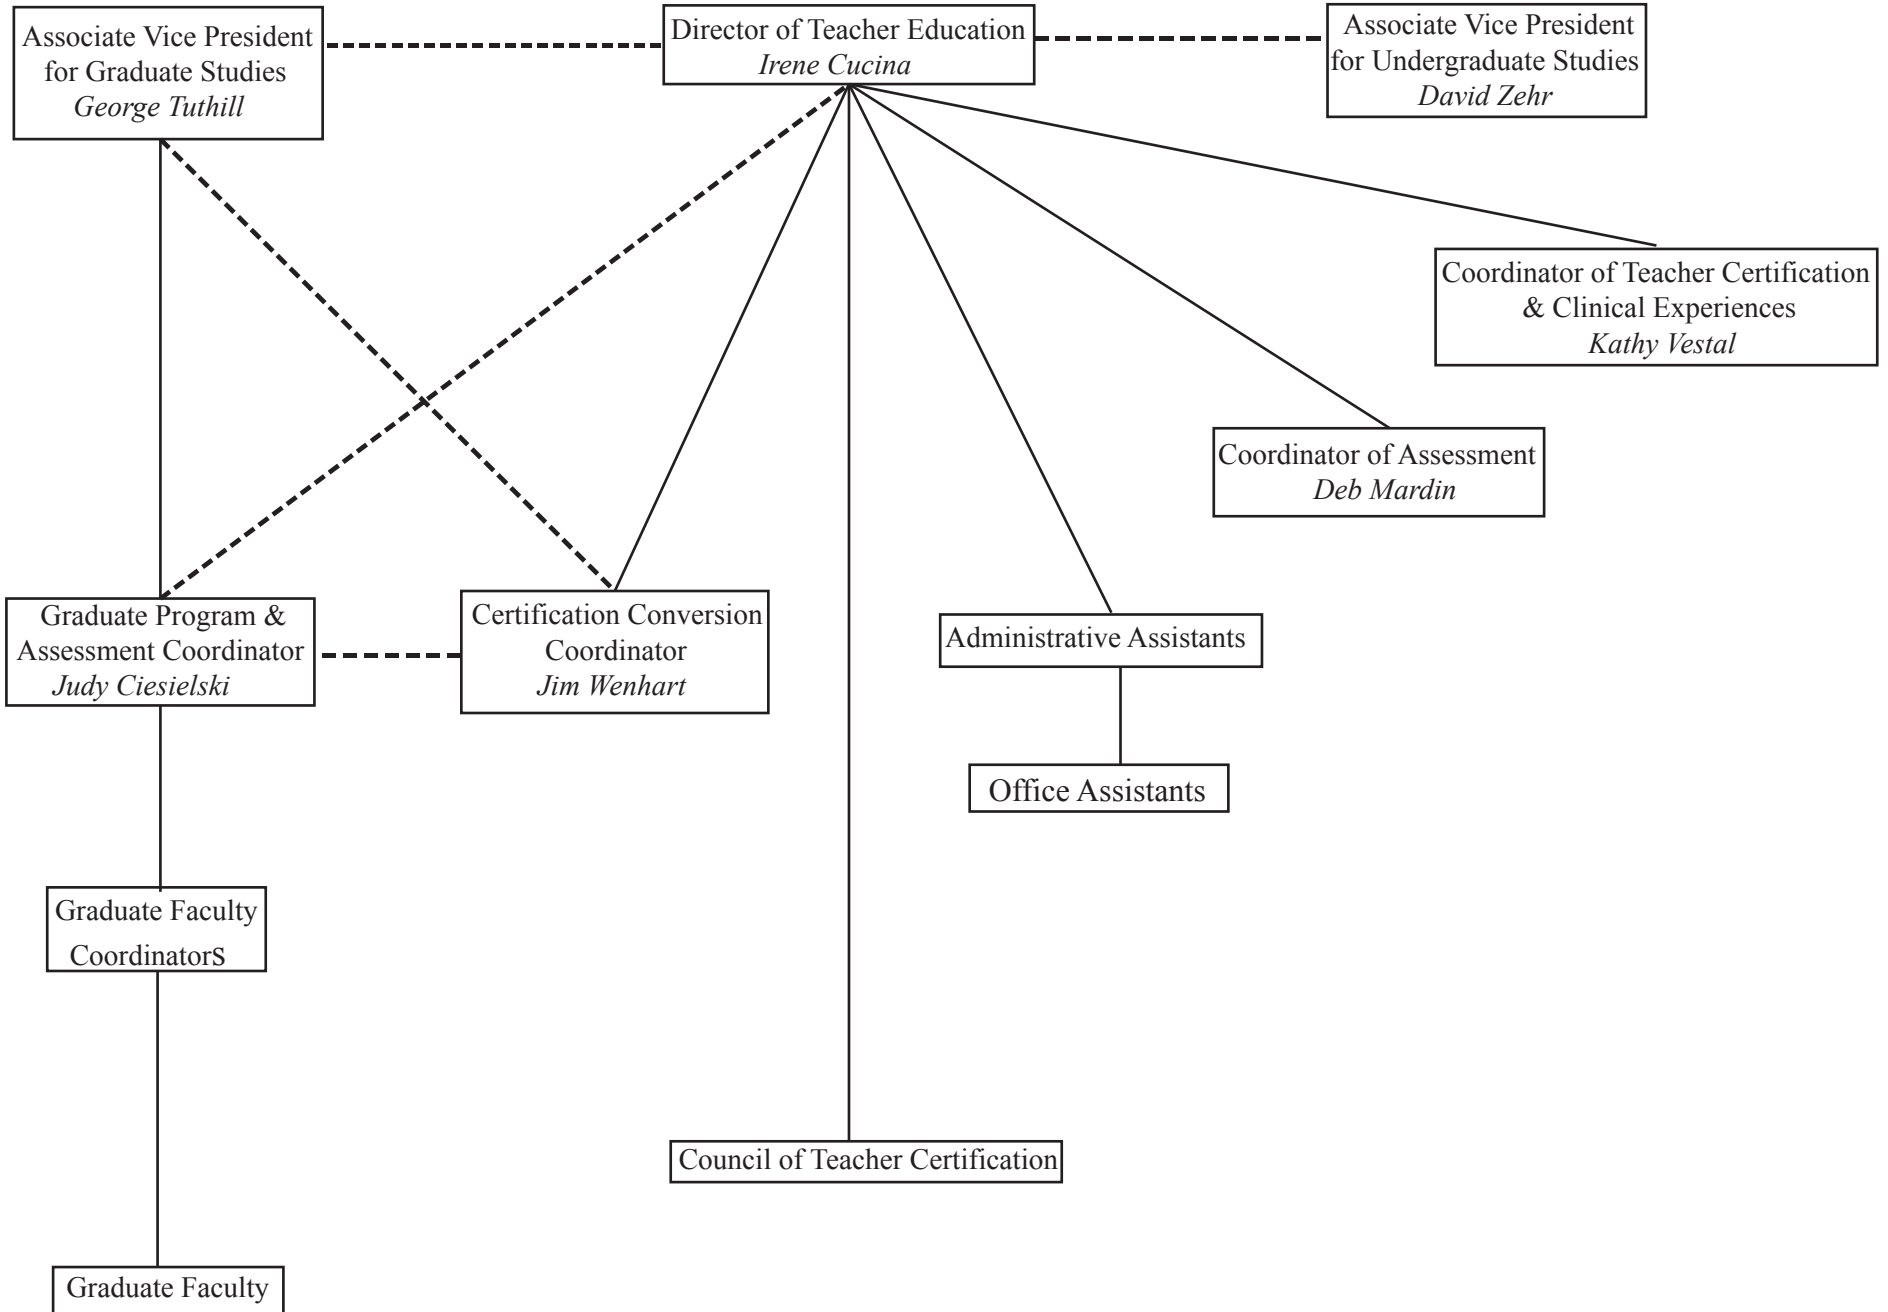 Associate Vice President
for Graduate Studies
George Tuthill
Director of Teacher Education
Irene Cucina
Associate Vice President
for Undergraduate Studies
David Zehr
Coordinator of Teacher Certification
& Clinical Experiences
Kathy Vestal
Coordinator of Assessment
Deb Mardin
Graduate Program &
Assessment Coordinator
Judy Ciesielski
Certification Conversion
Coordinator
Jim Wenhart
Administrative Assistants
Office Assistants
Graduate Faculty
Coordinators
Council of Teacher Certification
Graduate Faculty